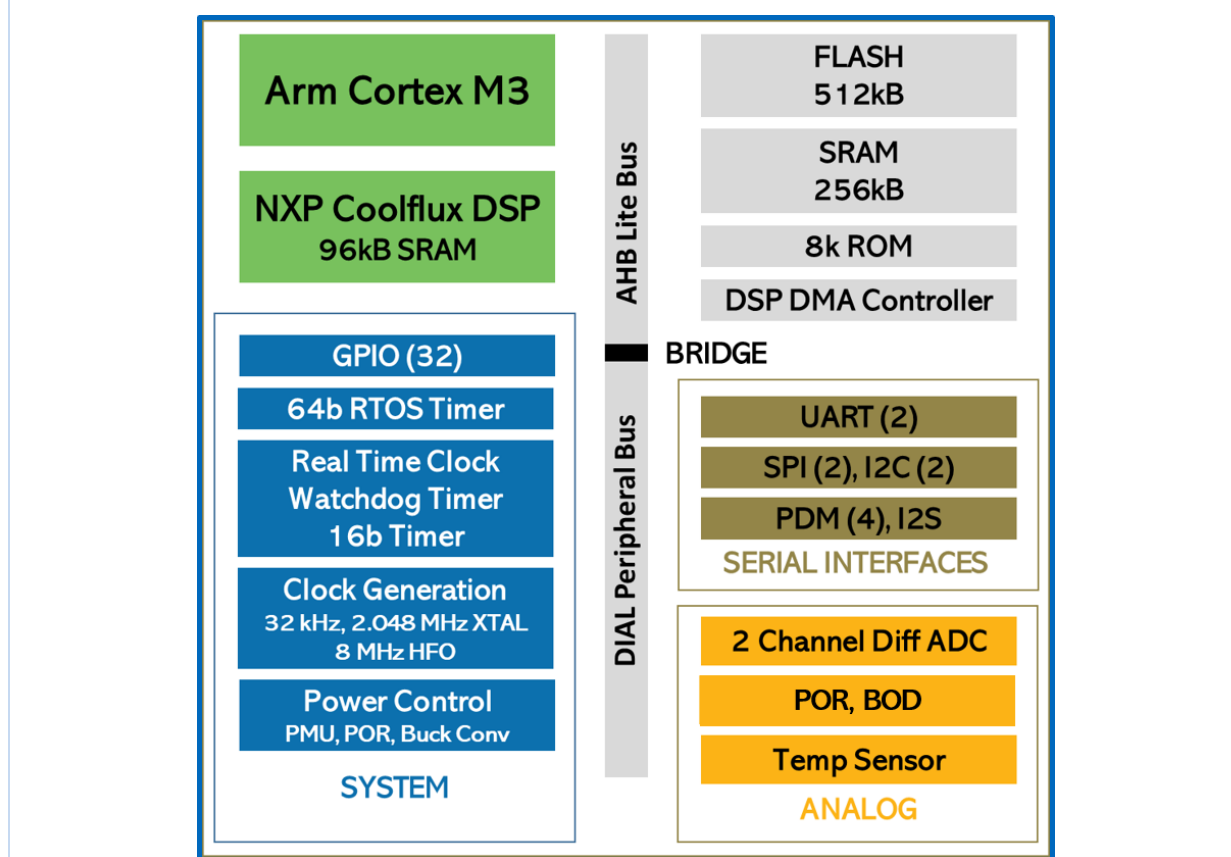 Arm Cortex M3
NXP Coolflux DSP
96kB SRAM
GPIO (32)
64b RTOS Timer
Real Time Clock
Watchdog Timer
16b Timer
Clock Generation
32 kHz, 2.048 MHz XTAL
8 MHz HFO
Power Control
PMU, POR, Buck Conv
SYSTEM
AHB Lite Bus
BRIDGE
DIAL Peripheral Bus
FLASH
512kB
SRAM
256kB
8k ROM
DSP DMA Controller
UART (2)
SPI (2), I2C (2)
PDM (4), I2S
SERIAL INTERFACES
2 Channel Diff ADC
POR, BOD
Temp Sensor
ANALOG